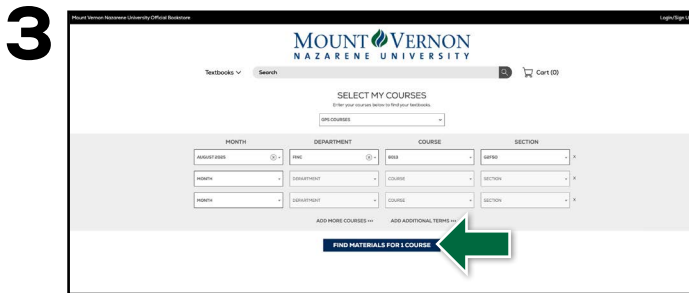 3
Mount Vernon Nazarene University Official Bookstore
Login/Sign U
MOUNT VERNON
NAZARENE UNIVERSITY
Textbooks Search Cart (0)
SELECT MY COURSES
Enter your courses below to find your textbooks.
GPS COURSES
MONTH DEPARTMENT COURSE SECTION
AUGUST 2025 FINC 6013 X
MONTH DEPARTMENT COURSE SECTION X
MONTH DEPARTMENT COURSE SECTION X
ADD MORE COURSES ••• ADD ADDITIONAL TERMS •••
FIND MATERIALS FOR 1 COURSE